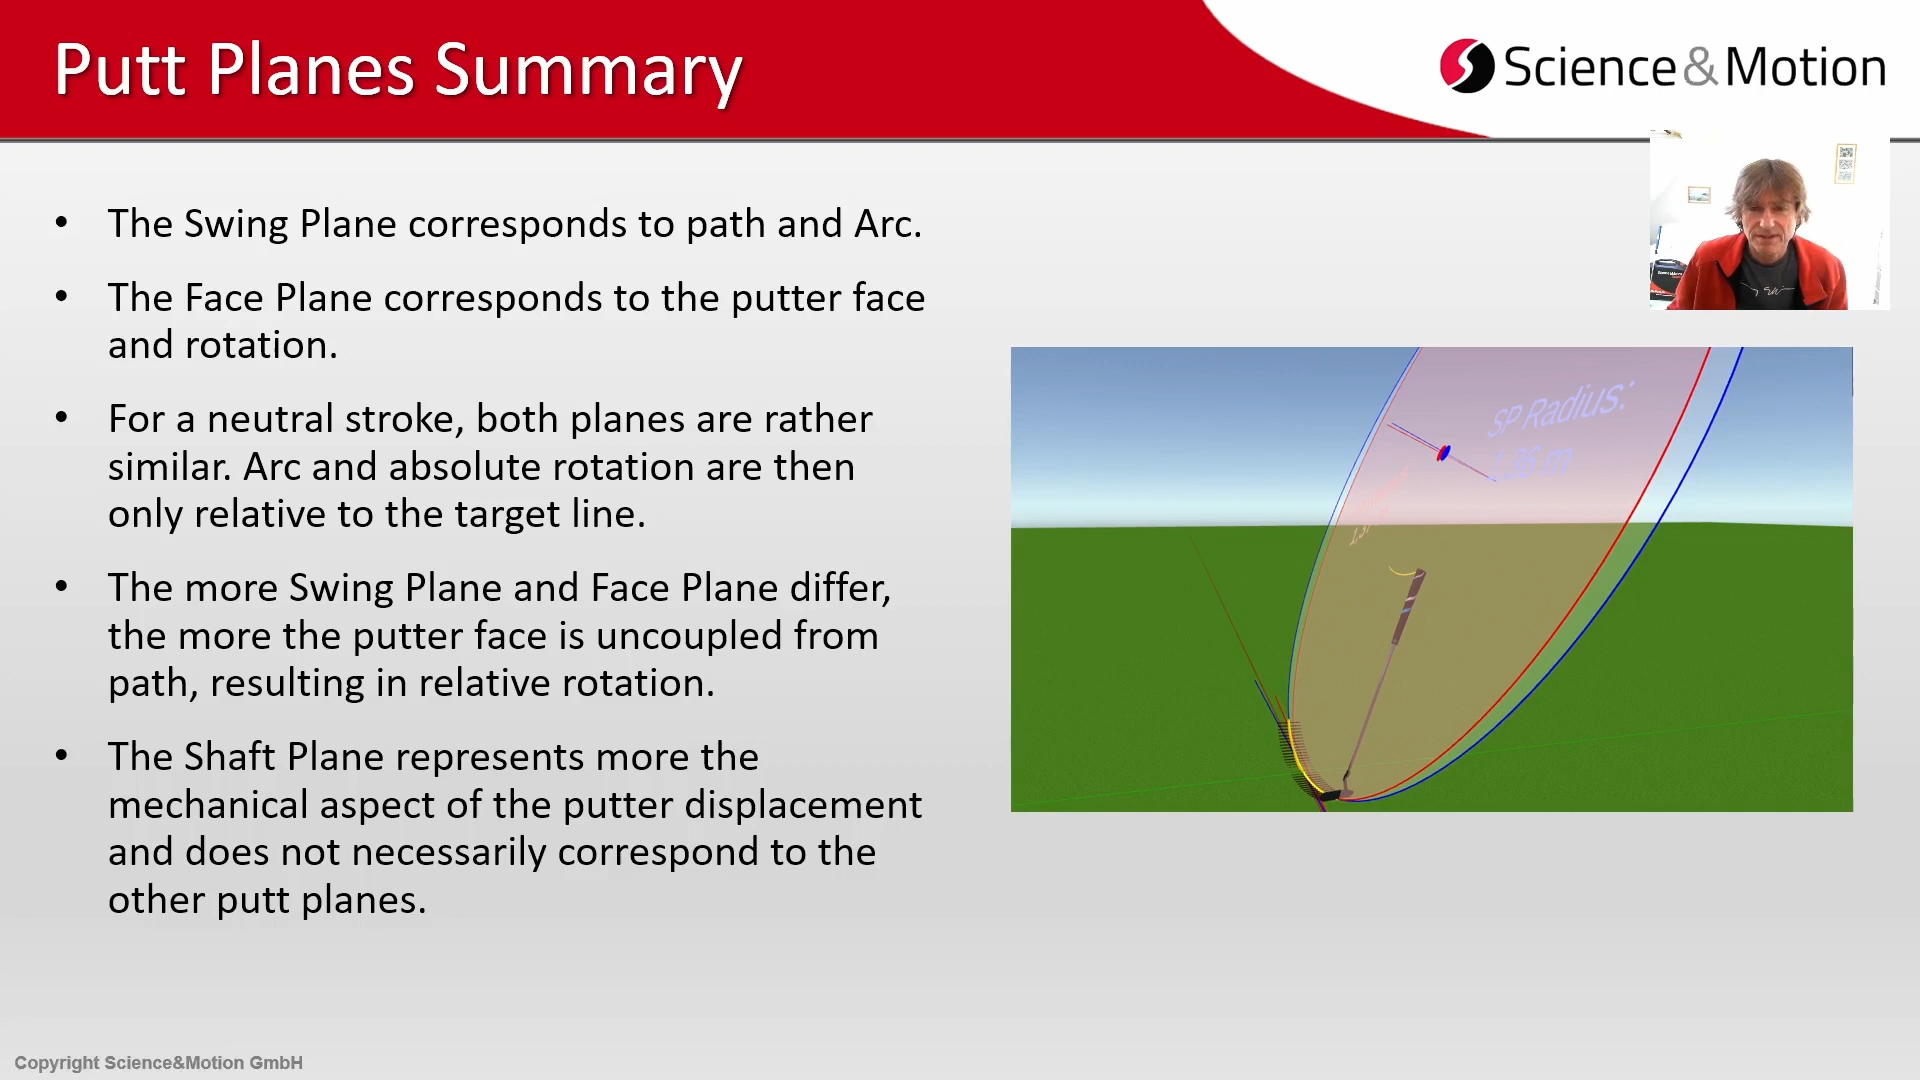 Putt Planes Summary
Science&Motion
• The Swing Plane corresponds to path and Arc.
• The Face Plane corresponds to the putter face
and rotation.
• For a neutral stroke, both planes are rather
similar. Arc and absolute rotation are then
only relative to the target line.
• The more Swing Plane and Face Plane differ,
the more the putter face is uncoupled from
path, resulting in relative rotation.
• The Shaft Plane represents more the
mechanical aspect of the putter displacement
and does not necessarily correspond to the
other putt planes.
SP Radius:
Copyright Science&Motion GmbH